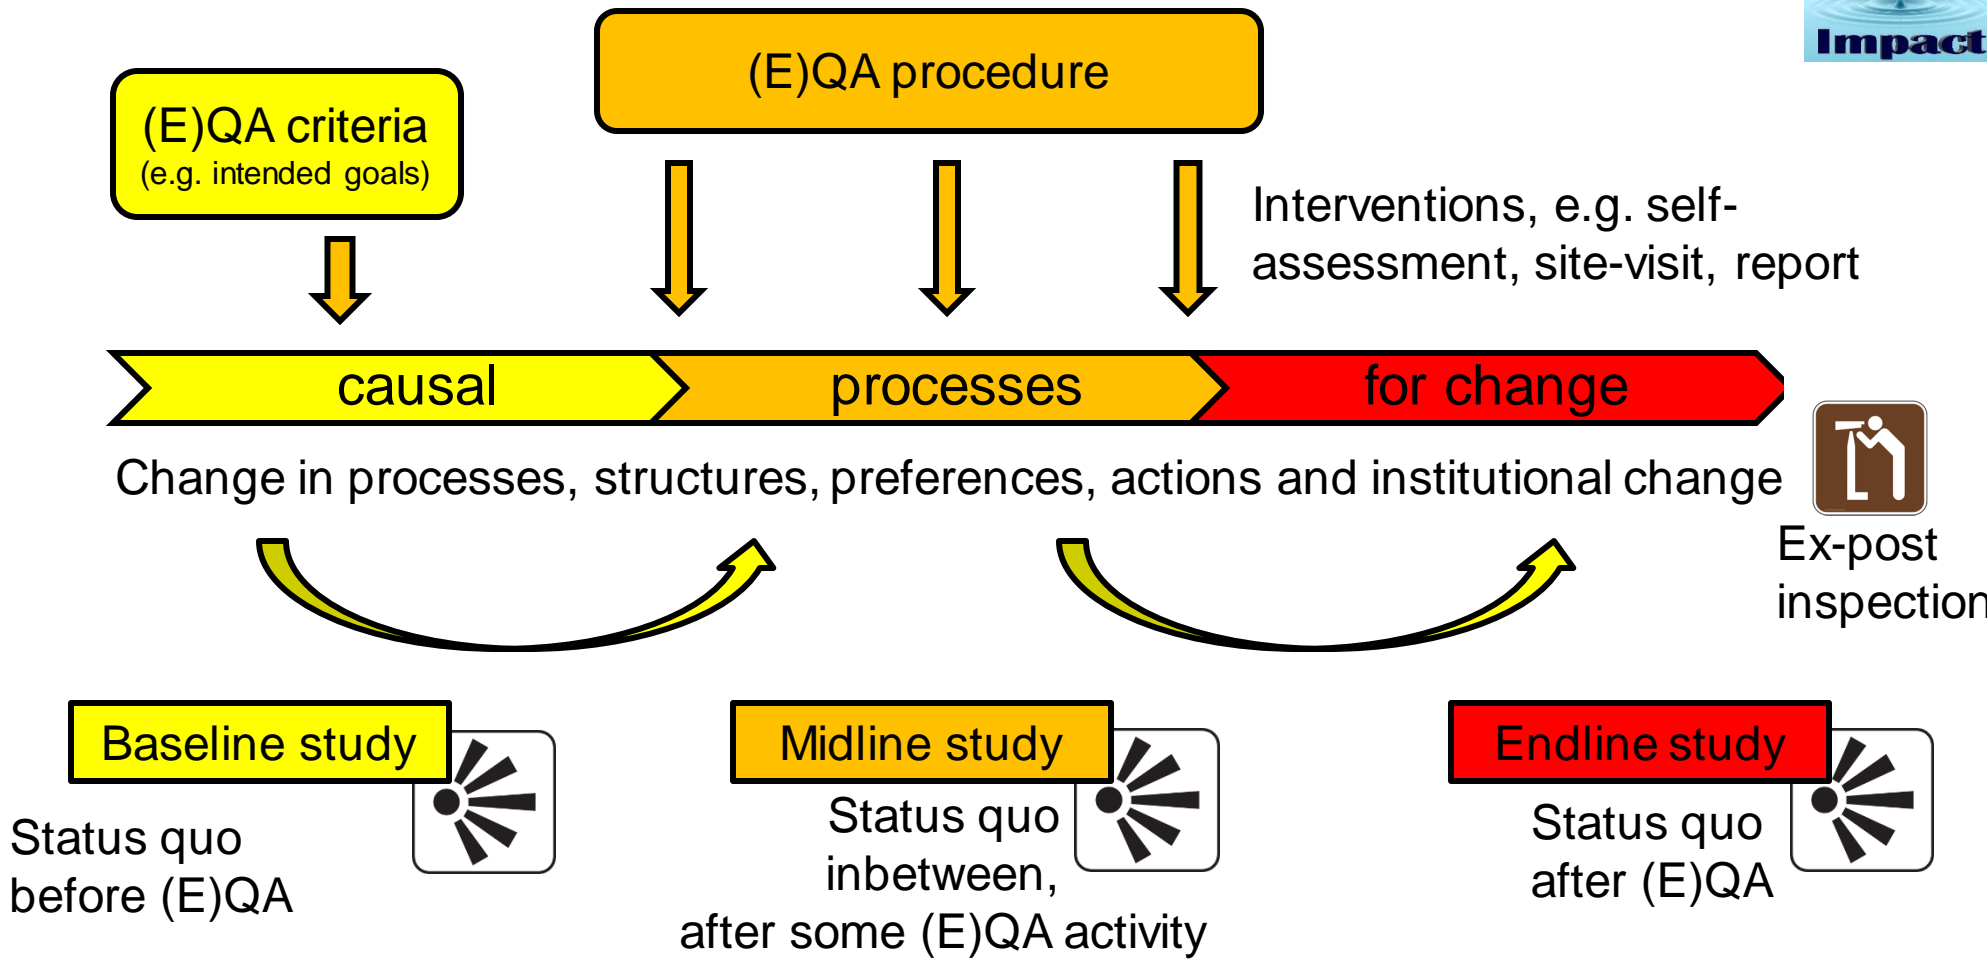 Impact
(E)QA procedure
(E)QA criteria
(e.g. intended goals)
Interventions, e.g. self-
assessment, site-visit, report
causal
processes
for change
Change in processes, structures, preferences, actions and institutional change
Ex-post
inspection
Baseline study
Midline study
Endline study
Status quo
before (E)QA
Status quo
inbetween,
after some (E)QA activity
Status quo
after (E)QA